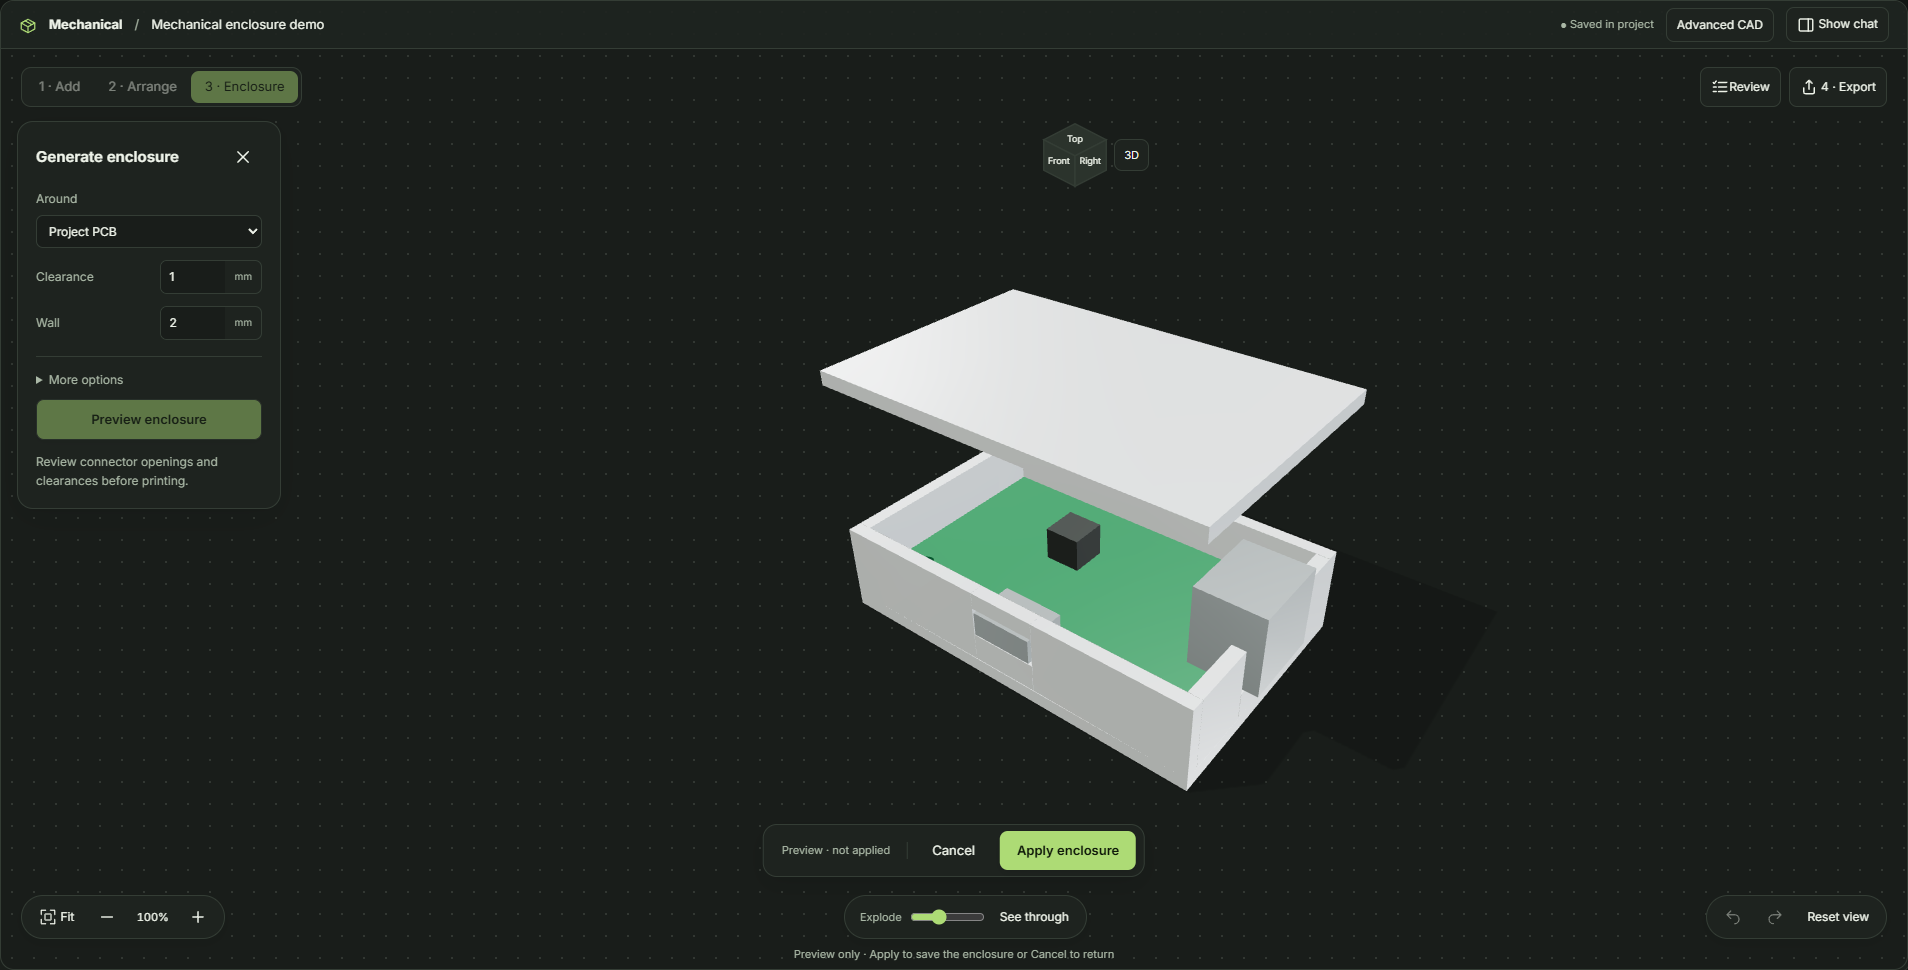 Mechanical / Mechanical enclosure demo
Saved in project
Advanced CAD
Show chat
1 · Add
2 · Arrange
3 · Enclosure
Review
4 · Export
Generate enclosure
Around
Project PCB
Clearance
1 mm
Wall
2 mm
More options
Preview enclosure
Review connector openings and
clearances before printing.
Top
Front
Right
3D
Preview · not applied
Cancel
Apply enclosure
Fit
100%
Explode
See through
Reset view
Preview only · Apply to save the enclosure or Cancel to return